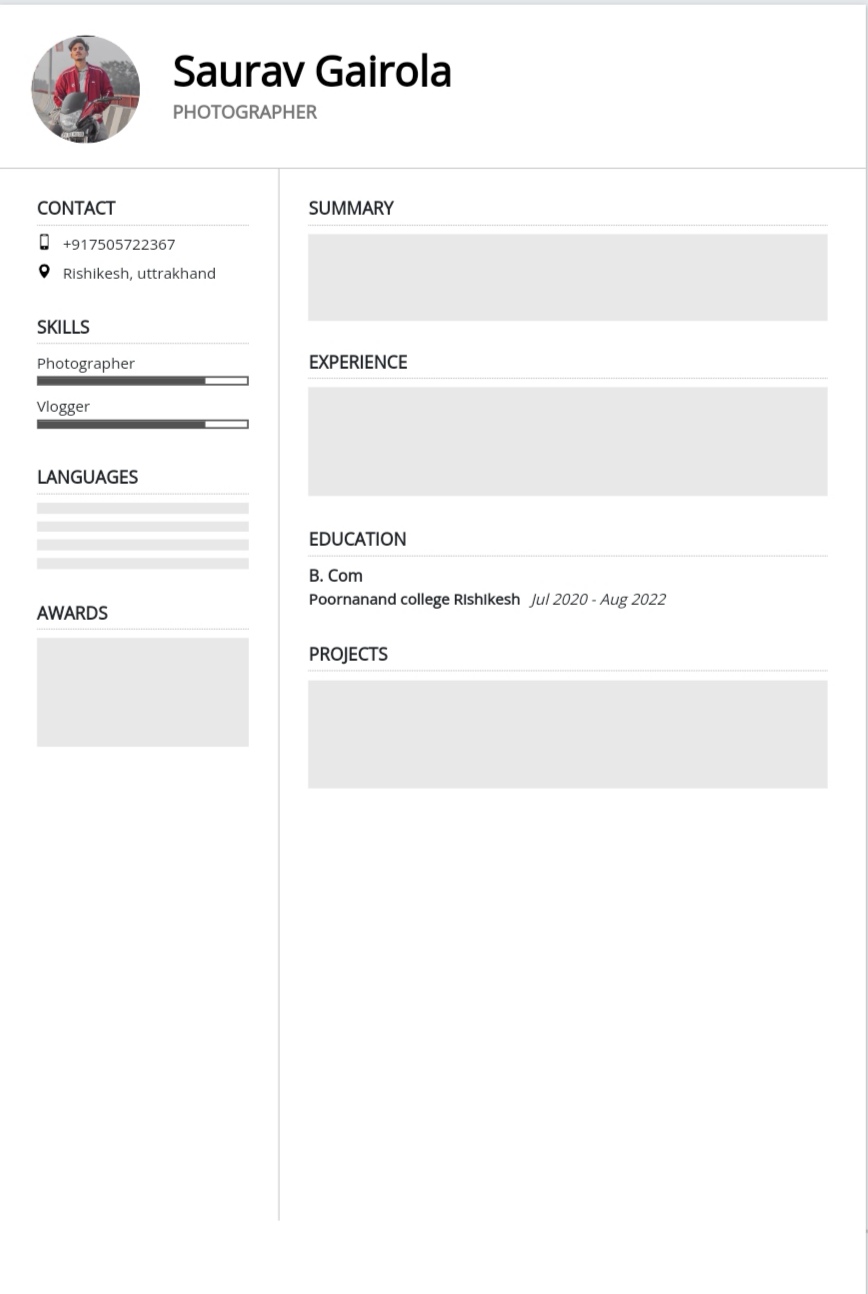 Saurav Gairola
PHOTOGRAPHER
CONTACT
+917505722367
Rishikesh, uttrakhand
SKILLS
Photographer
Vlogger
LANGUAGES
AWARDS
SUMMARY
EXPERIENCE
EDUCATION
B. Com
Poornanand college Rishikesh Jul 2020 - Aug 2022
PROJECTS